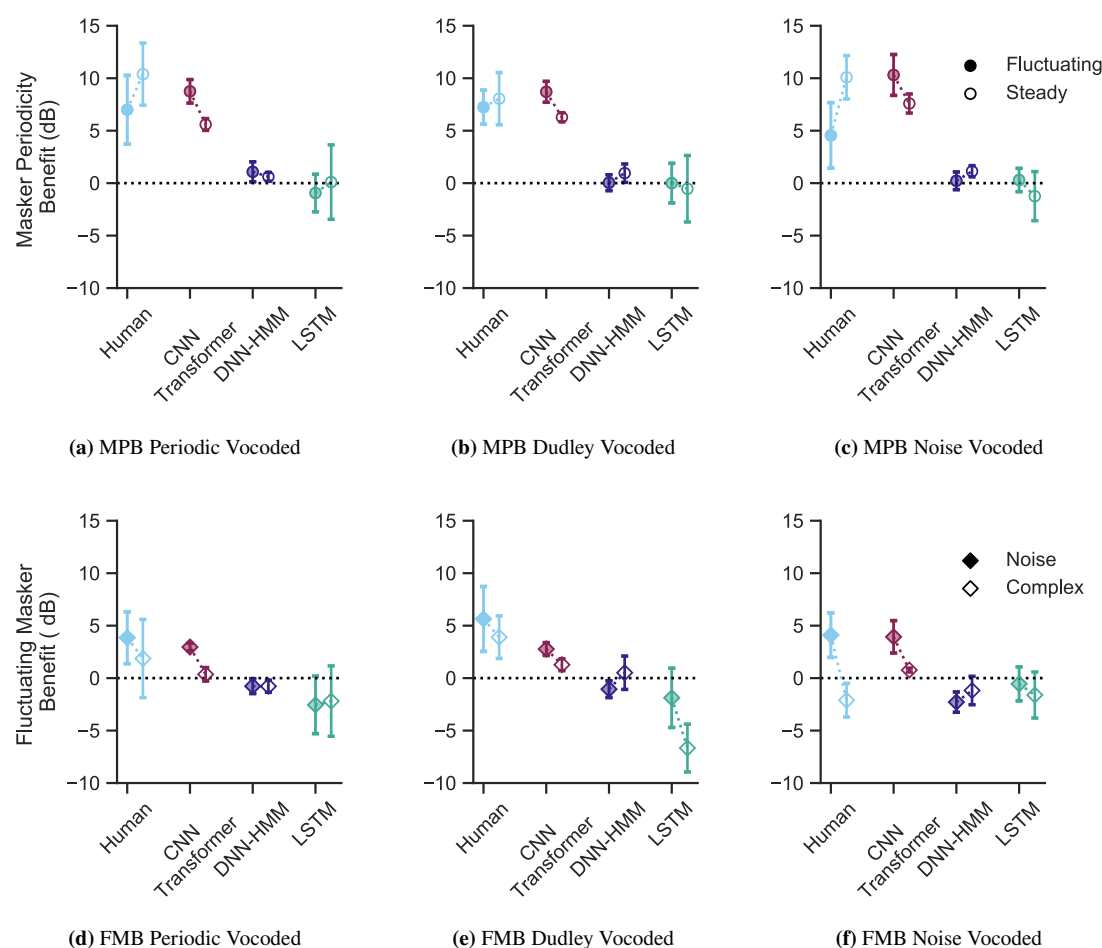 15
10
5
0
−5
−10
Masker Periodicity
Benefit (dB)
Human
CNN
Transformer
DNN-HMM
LSTM
(a) MPB Periodic Vocoded
15
10
5
0
−5
−10
Human
CNN
Transformer
DNN-HMM
LSTM
(b) MPB Dudley Vocoded
15
10
5
0
−5
−10
Fluctuating
Steady
Human
CNN
Transformer
DNN-HMM
LSTM
(c) MPB Noise Vocoded
15
10
5
0
−5
−10
Fluctuating Masker
Benefit ( dB)
Human
CNN
Transformer
DNN-HMM
LSTM
(d) FMB Periodic Vocoded
15
10
5
0
−5
−10
Human
CNN
Transformer
DNN-HMM
LSTM
(e) FMB Dudley Vocoded
15
10
5
0
−5
−10
Noise
Complex
Human
CNN
Transformer
DNN-HMM
LSTM
(f) FMB Noise Vocoded